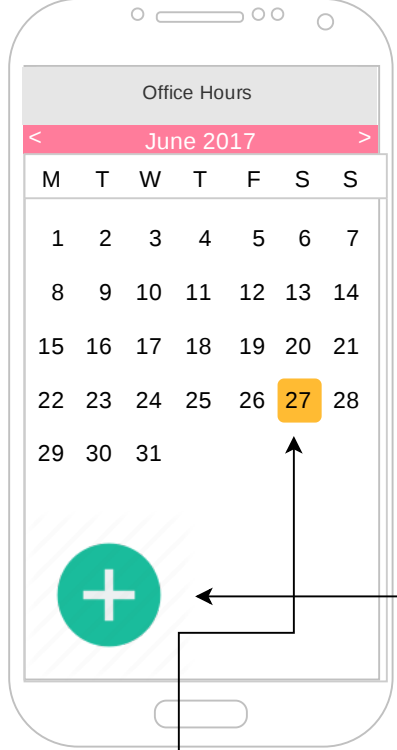 Office Hours
< June 2017 >
M T W T F S S
1 2 3 4 5 6 7
8 9 10 11 12 13 14
15 16 17 18 19 20 21
22 23 24 25 26 27 28
29 30 31